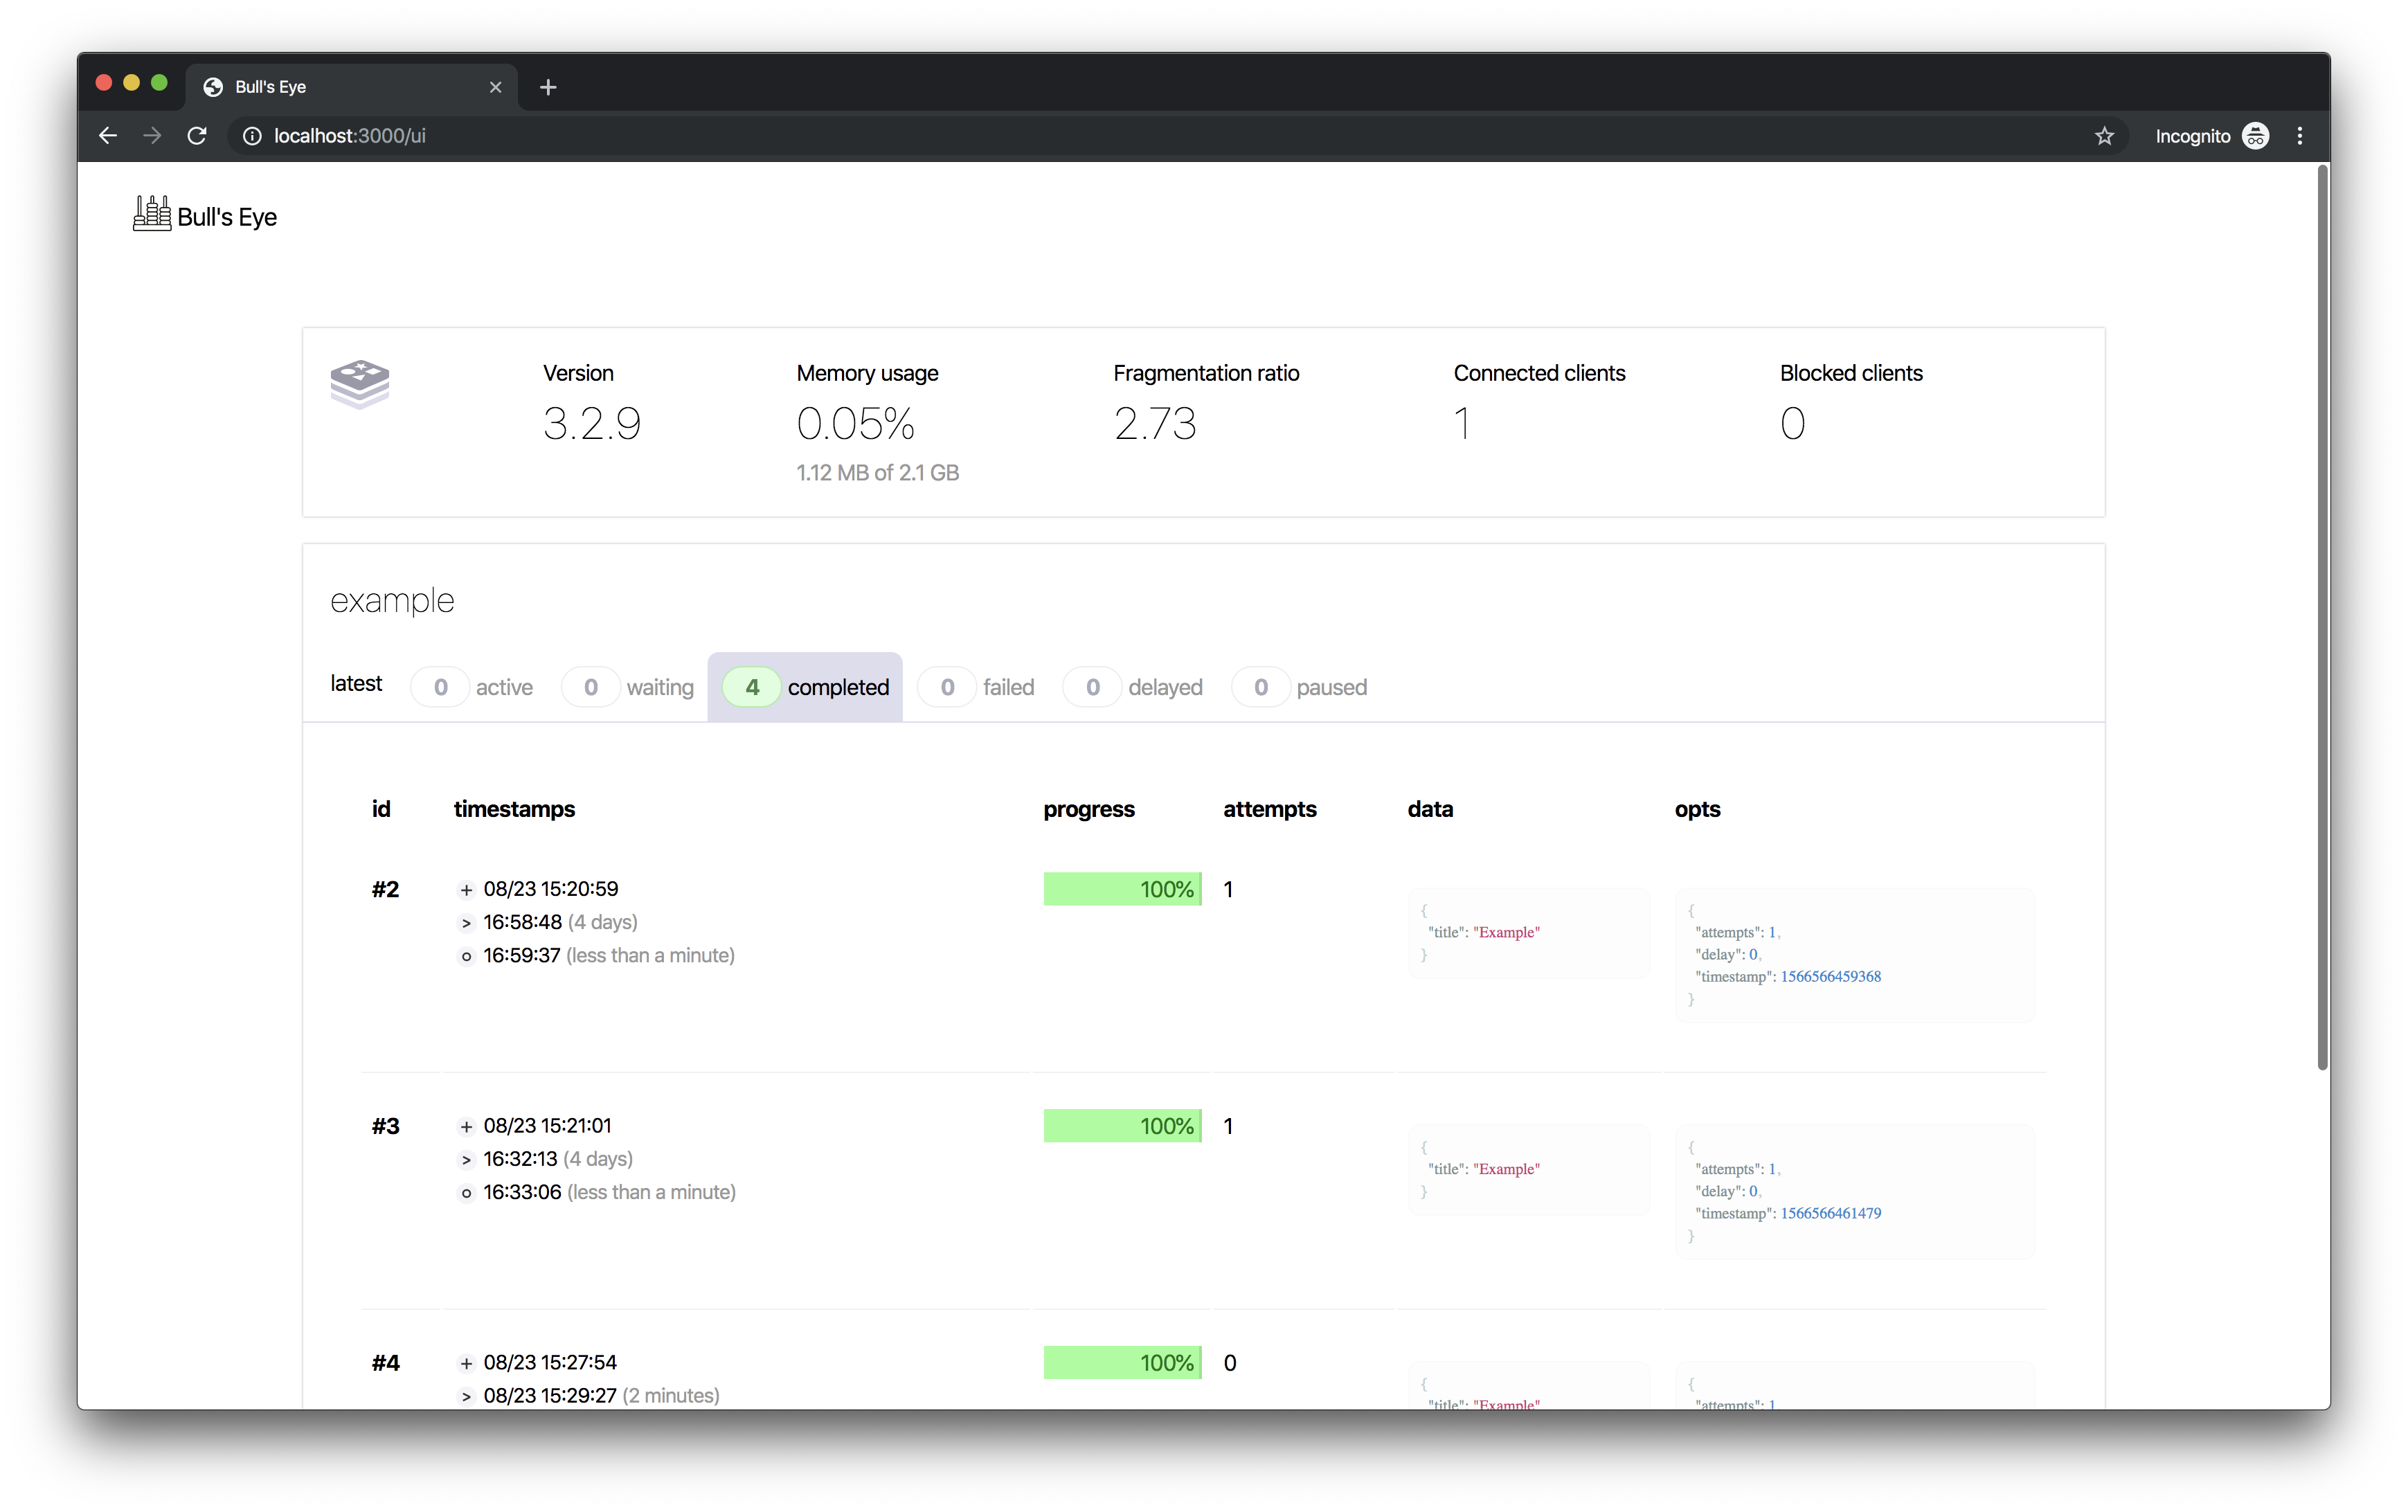 Bull's Eye
localhost:3000/ui
Incognito
Bull's Eye
Version
3.2.9
Memory usage
0.05%
1.12 MB of 2.1 GB
Fragmentation ratio
2.73
Connected clients
1
Blocked clients
0
example
latest 0 active 0 waiting 4 completed 0 failed 0 delayed 0 paused
id timestamps progress attempts data opts
#2
+ 08/23 15:20:59
> 16:58:48 (4 days)
16:59:37 (less than a minute)
100%
1
{
"title": "Example"
}
{
"attempts": 1,
"delay": 0,
"timestamp": 1566566459368
}
#3
+ 08/23 15:21:01
> 16:32:13 (4 days)
16:33:06 (less than a minute)
100%
1
{
"title": "Example"
}
{
"attempts": 1,
"delay": 0,
"timestamp": 1566566461479
}
#4
+ 08/23 15:27:54
> 08/23 15:29:27 (2 minutes)
100%
0
{
"title": "Example"
{
"attempts": 1